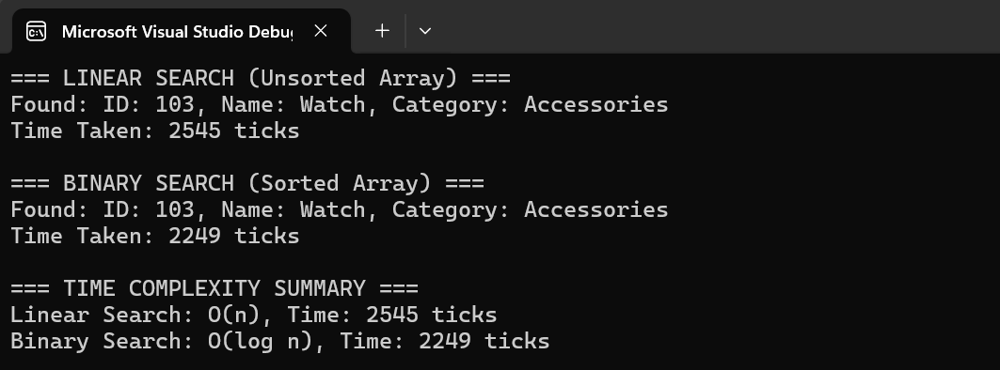 Microsoft Visual Studio Debu
=== LINEAR SEARCH (Unsorted Array) ===
Found: ID: 103, Name: Watch, Category: Accessories
Time Taken: 2545 ticks
=== BINARY SEARCH (Sorted Array) ===
Found: ID: 103, Name: Watch, Category: Accessories
Time Taken: 2249 ticks
=== TIME COMPLEXITY SUMMARY ===
Linear Search: O(n), Time: 2545 ticks
Binary Search: O(log n), Time: 2249 ticks